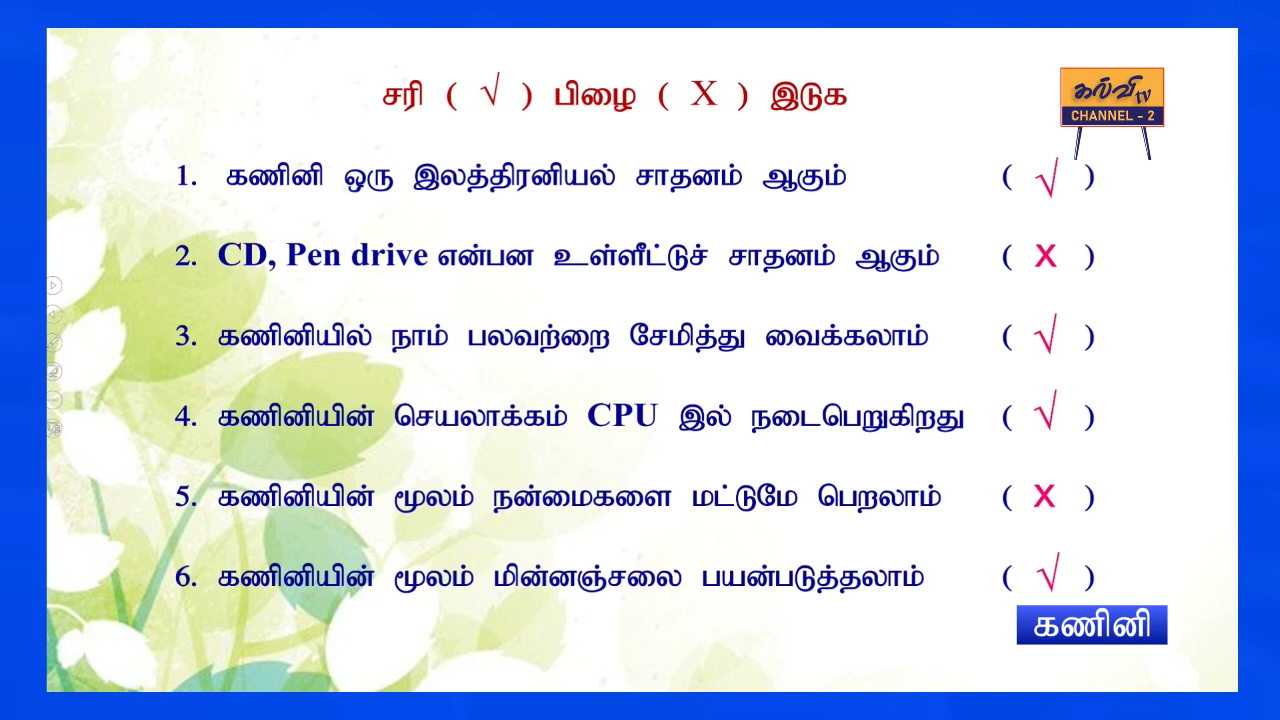 சரி ( √ ) பிழை ( X ) இடுக
கல்வி TV
CHANNEL - 2
1. கணினி ஒரு இலத்திரனியல் சாதனம் ஆகும் ( √ )
2. CD, Pen drive என்பன உள்ளீட்டுச் சாதனம் ஆகும் ( X )
3. கணினியில் நாம் பலவற்றை சேமித்து வைக்கலாம் ( √ )
4. கணினியின் செயலாக்கம் CPU இல் நடைபெறுகிறது ( √ )
5. கணினியின் மூலம் நன்மைகளை மட்டுமே பெறலாம் ( X )
6. கணினியின் மூலம் மின்னஞ்சலை பயன்படுத்தலாம் ( √ )
கணினி